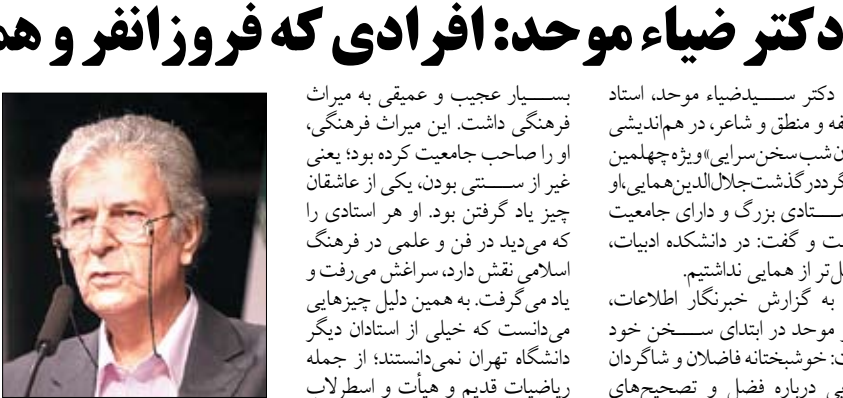 دکتر ضیاء موحد: افرادی که فروزانفر و
دکتر سیدضیاء موحد، استاد
و منطق و شاعر، در هم‌اندیشی
شب سخن‌سرایی» ویژه چهلمین
درگذشت جلال‌الدین همایی، او
بزرگ و دارای جامعیت
و گفت: در دانشکده ادبیات،
از همایی نداشتیم.
به گزارش خبرنگار اطلاعات،
موحد در ابتدای سخن خود
خوشبختانه فاضلان و شاگردان
درباره فضل و تصحیح‌های
بسیار عجیب و عمیقی به میراث
فرهنگی داشت. این میراث فرهنگی،
او را صاحب جامعیت کرده بود؛ یعنی
غیر از سنتی بودن، یکی از عاشقان
چیز یاد گرفتن بود. او هر استادی را
که می‌دید در فن و علمی در فرهنگ
اسلامی نقش دارد، سراغش می‌رفت و
یاد می‌گرفت. به همین دلیل چیزهایی
می‌دانست که خیلی از استادان دیگر
دانشگاه تهران نمی‌دانستند؛ از جمله
ریاضیات قدیم و هیأت و اسطرلاب